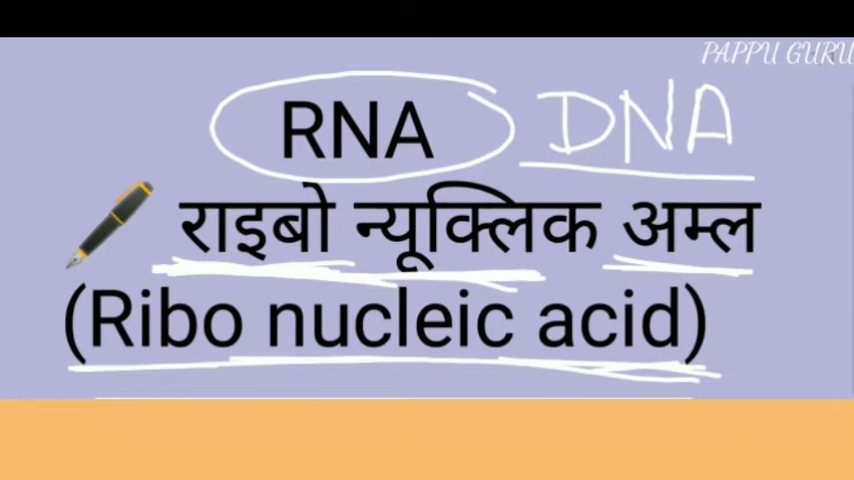 PAPPU GURU
RNA DNA
राइबो न्यूक्लिक अम्ल
(Ribo nucleic acid)